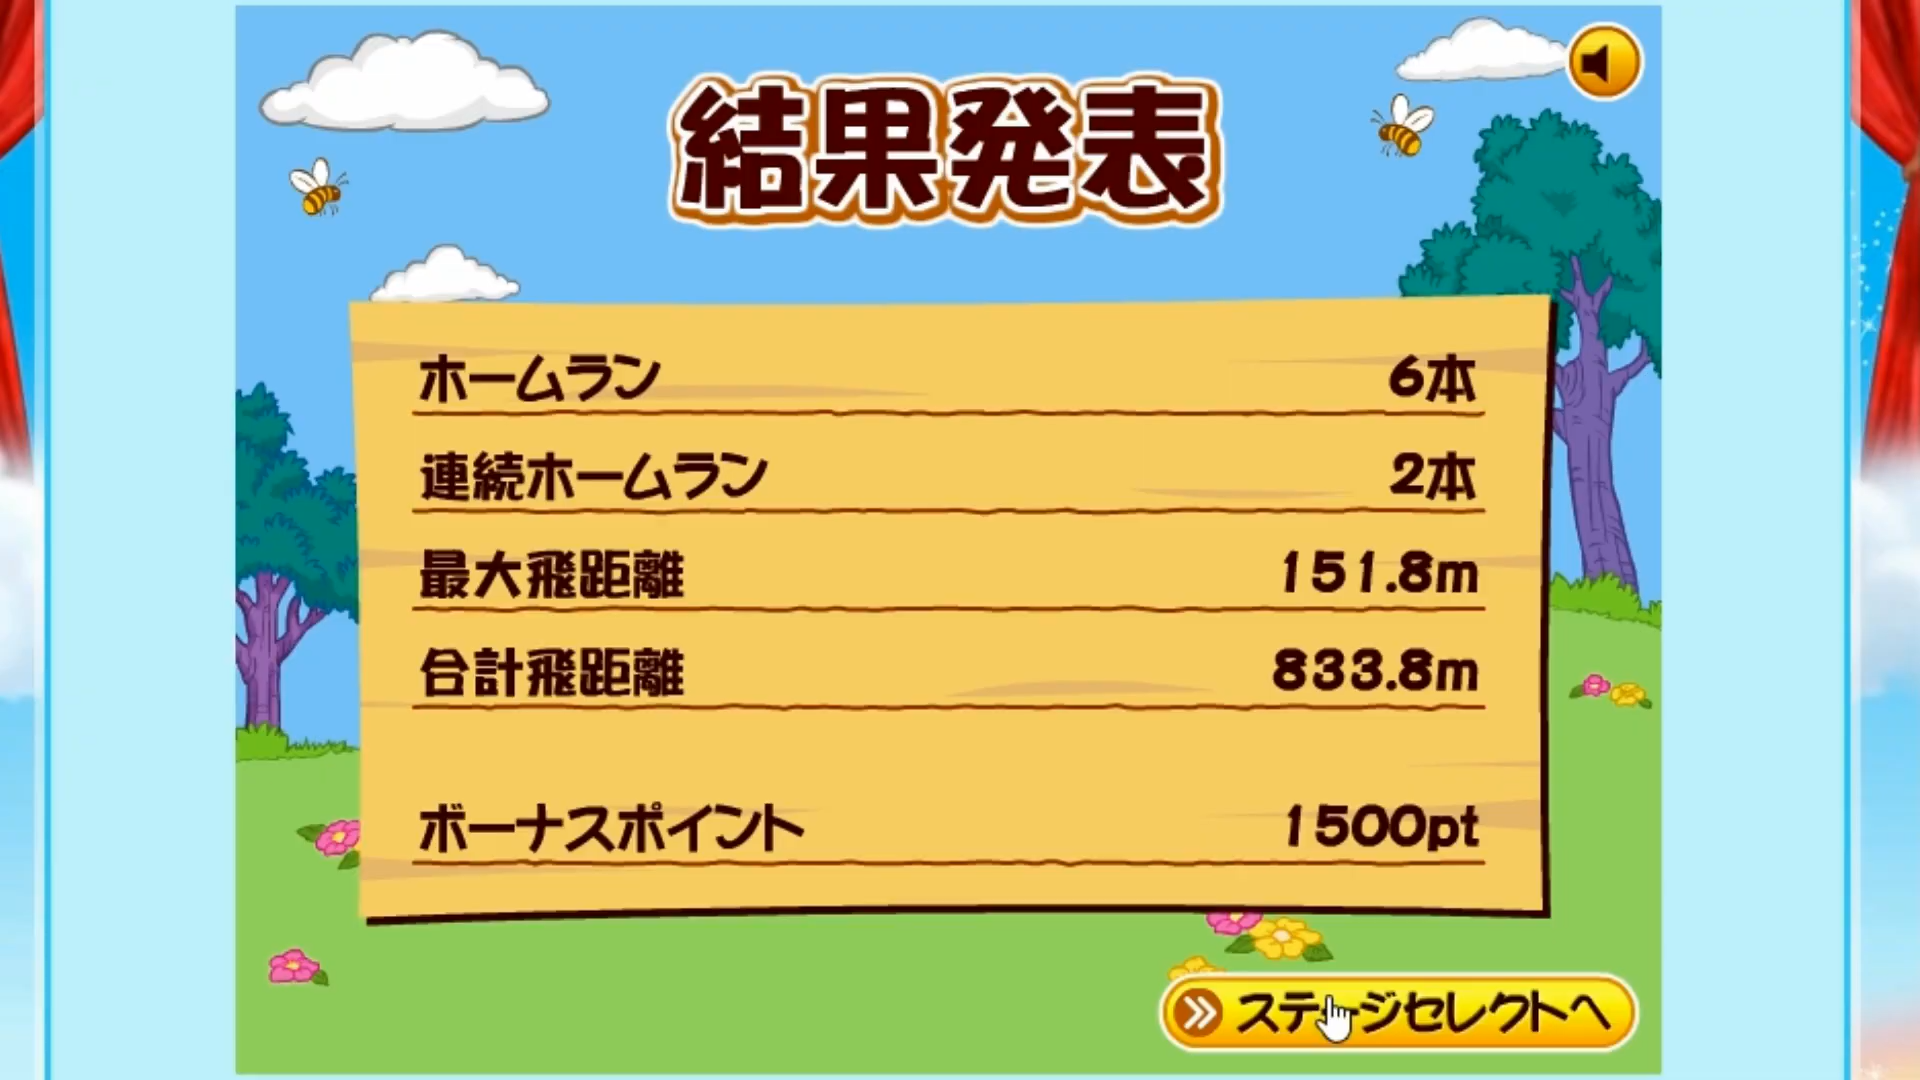 結果発表
ホームラン 6本
連続ホームラン 2本
最大飛距離 151.8m
合計飛距離 833.8m
ボーナスポイント 1500pt
ステージセレクトへ